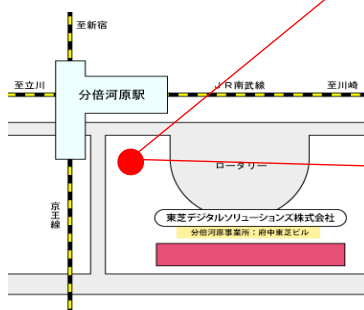 至新宿
至立川
分倍河原駅
JR南武線
至川崎
ロータリー
京王線
東芝デジタルソリューションズ株式会社
分倍河原事業所：府中東芝ビル